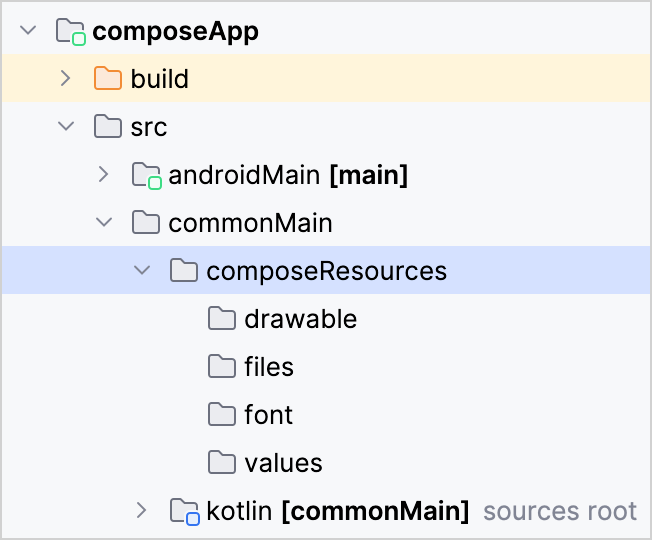 composeApp
build
src
androidMain [main]
commonMain
composeResources
drawable
files
font
values
kotlin [commonMain] sources root